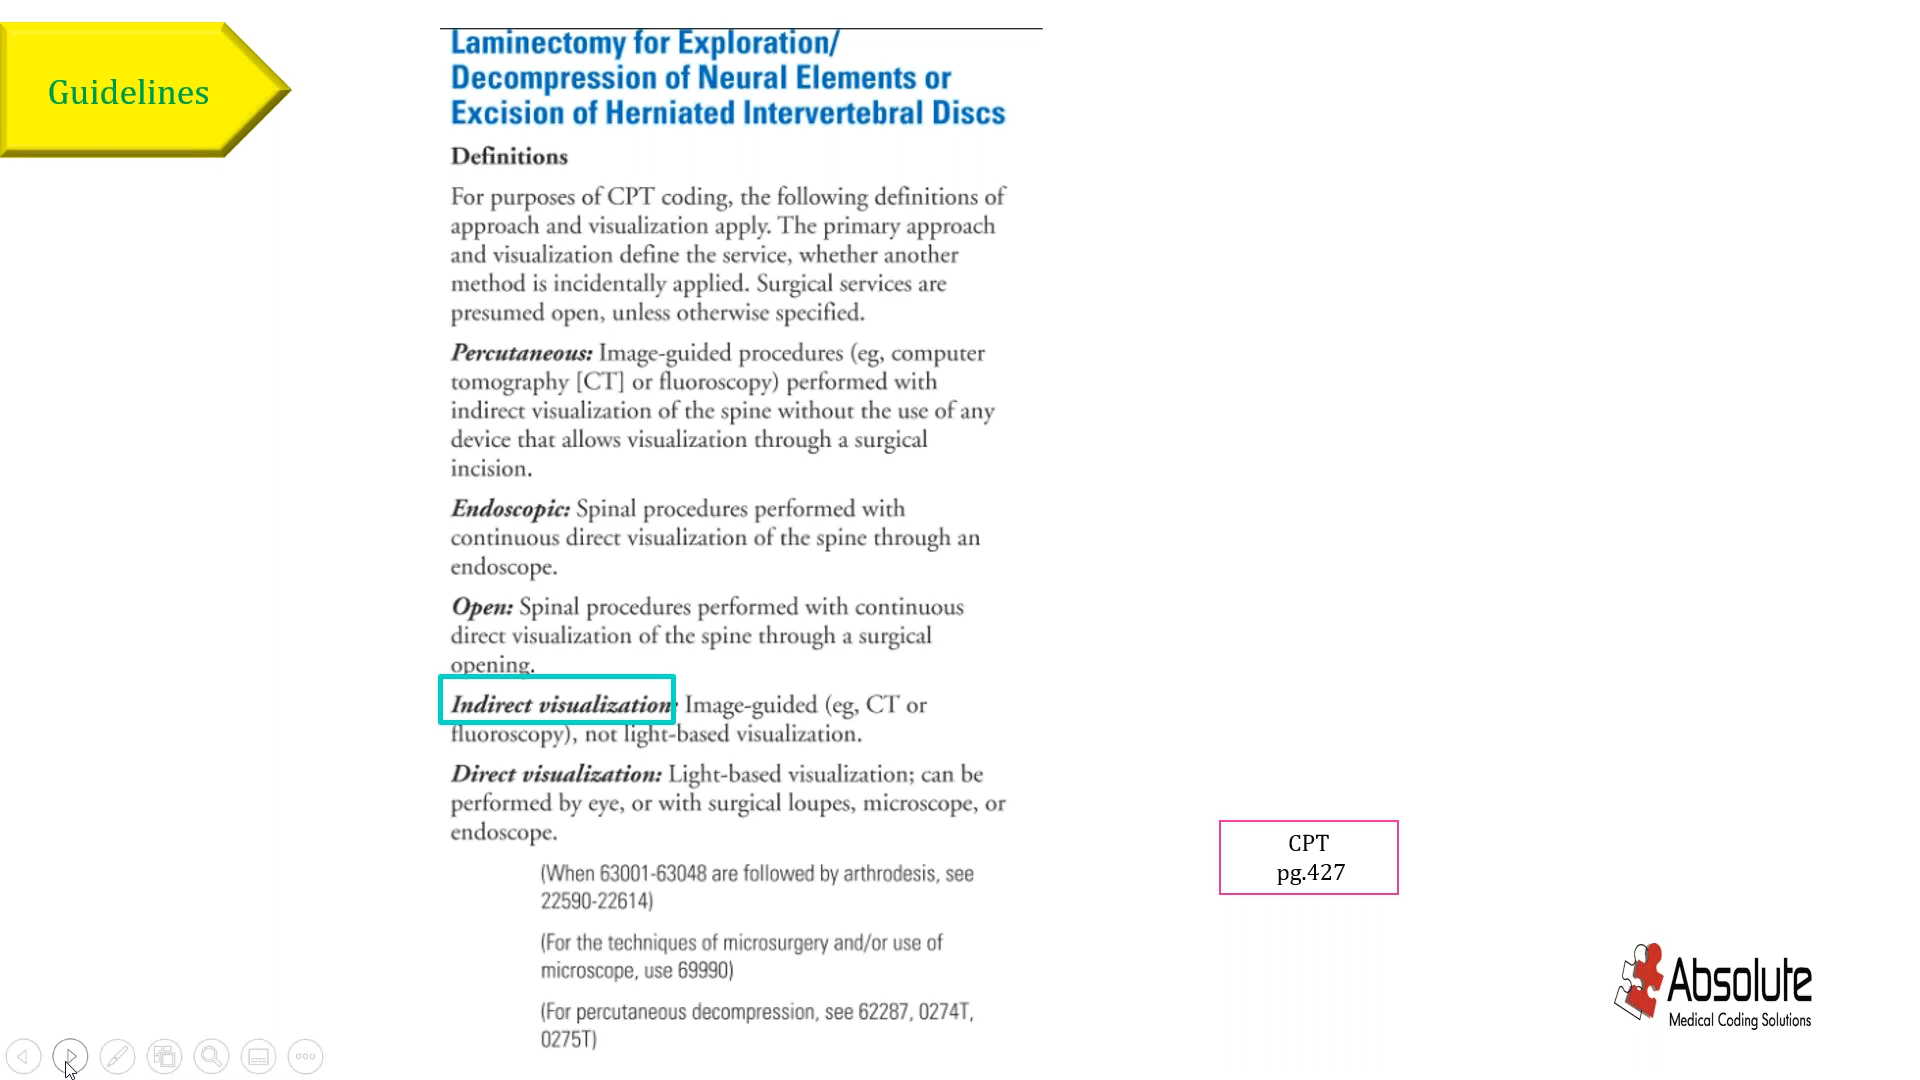 Guidelines
Laminectomy for Exploration/
Decompression of Neural Elements or
Excision of Herniated Intervertebral Discs
Definitions
For purposes of CPT coding, the following definitions of
approach and visualization apply. The primary approach
and visualization define the service, whether another
method is incidentally applied. Surgical services are
presumed open, unless otherwise specified.
Percutaneous: Image-guided procedures (eg, computer
tomography [CT] or fluoroscopy) performed with
indirect visualization of the spine without the use of any
device that allows visualization through a surgical
incision.
Endoscopic: Spinal procedures performed with
continuous direct visualization of the spine through an
endoscope.
Open: Spinal procedures performed with continuous
direct visualization of the spine through a surgical
opening.
Indirect visualization: Image-guided (eg, CT or
fluoroscopy), not light-based visualization.
Direct visualization: Light-based visualization; can be
performed by eye, or with surgical loupes, microscope, or
endoscope.
(When 63001-63048 are followed by arthrodesis, see
22590-22614)
(For the techniques of microsurgery and/or use of
microscope, use 69990)
(For percutaneous decompression, see 62287, 0274T,
0275T)
CPT
pg.427
Absolute
Medical Coding Solutions